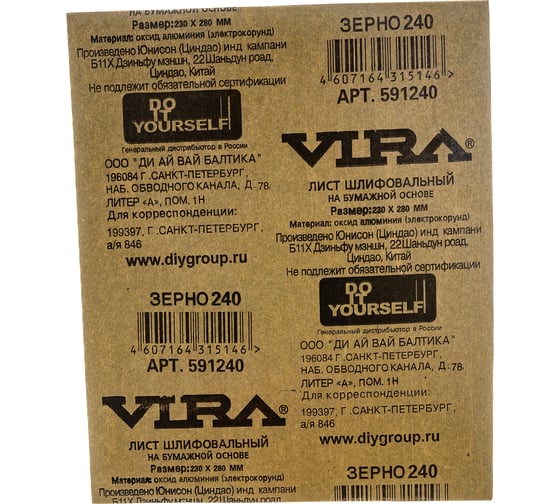 Размер:230 X 280 ММ
Материал: оксид алюминия (электрокорунд)
Произведено Юнисон (Циндао) инд кампани
Б11Х Дзиньфу мэншн, 22 Шаньдун роад,
Циндао, Китай
Не подлежит обязательной сертификации
DO IT
YOURSELF
Генеральный дистрибьютор в России
ООО "ДИ АЙ ВАЙ БАЛТИКА"
196084 Г .САНКТ-ПЕТЕРБУРГ,
НАБ. ОБВОДНОГО КАНАЛА, Д. 78.
ЛИТЕР «А», ПОМ. 1Н
Для корреспонденции:
199397, Г .САНКТ-ПЕТЕРБУРГ,
а/я 846
www.diygroup.ru
ЗЕРНО 240
4 607164 315146 >
АРТ. 591240
VIRA®
ЛИСТ ШЛИФОВАЛЬНЫЙ
НА БУМАЖНОЙ ОСНОВЕ
Размер:230 X 280 ММ
Материал: оксид алюминия (электрокорунд)
Произведено Юнисон (Циндао) инд кампани
Б11Х Дзиньфу мэншн, 22 Шаньдун
ЗЕРНО 240
4 607164 315146 >
АРТ. 591240
VIRA®
ЛИСТ ШЛИФОВАЛЬНЫЙ
НА БУМАЖНОЙ ОСНОВЕ
Размер:230 X 280 ММ
Материал: оксид алюминия (электрокорунд)
Произведено Юнисон (Циндао) инд кампани
Б11Х Дзиньфу мэншн, 22 Шаньдун роад,
Циндао, Китай
Не подлежит обязательной сертификации
DO IT
YOURSELF
Генеральный дистрибьютор в России
ООО "ДИ АЙ ВАЙ БАЛТИКА"
196084 Г .САНКТ-ПЕТЕРБУРГ,
НАБ. ОБВОДНОГО КАНАЛА, Д. 78.
ЛИТЕР «А», ПОМ. 1Н
Для корреспонденции:
199397, Г .САНКТ-ПЕТЕРБУРГ,
а/я 846
www.diygroup.ru
ЗЕРНО 240